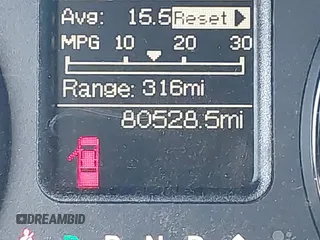 Avg: 15.5 Reset
MPG 10 20 30
Range: 316mi
80528.5mi
DREAMBID